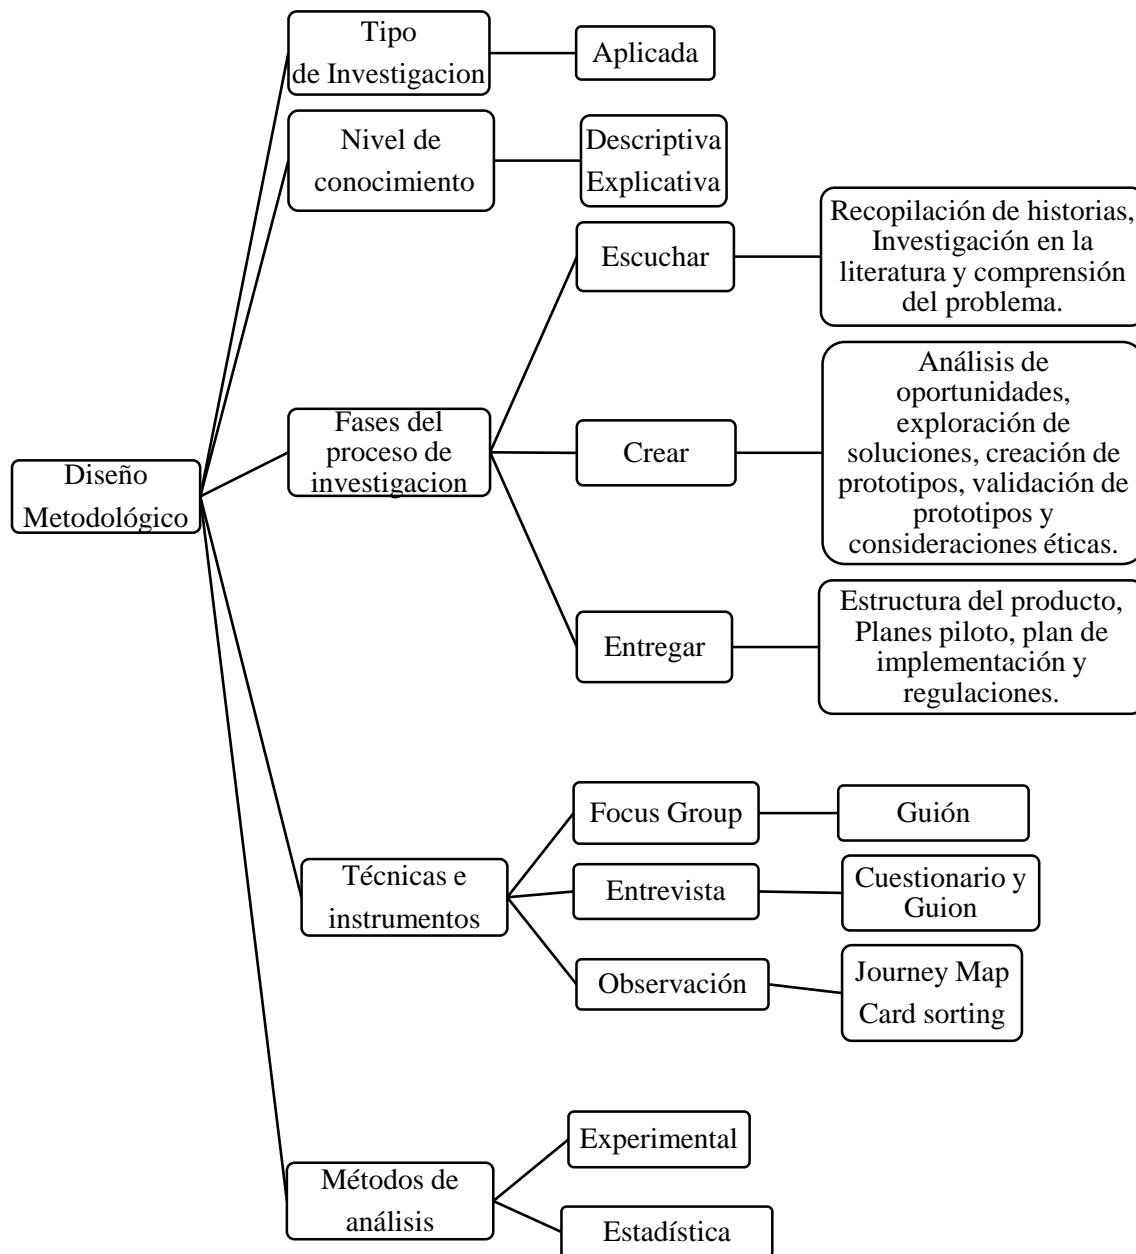 Tipo
de Investigacion
Aplicada
Nivel de
conocimiento
Descriptiva
Explicativa
Escuchar
Recopilación de historias,
Investigación en la
literatura y comprensión
del problema.
Diseño
Metodológico
Fases del
proceso de
investigacion
Crear
Análisis de
oportunidades,
exploración de
soluciones, creación de
prototipos, validación de
prototipos y
consideraciones éticas.
Entregar
Estructura del producto,
Planes piloto, plan de
implementación y
regulaciones.
Técnicas e
instrumentos
Focus Group
Guión
Entrevista
Cuestionario y
Guion
Observación
Journey Map
Card sorting
Métodos de
análisis
Experimental
Estadística